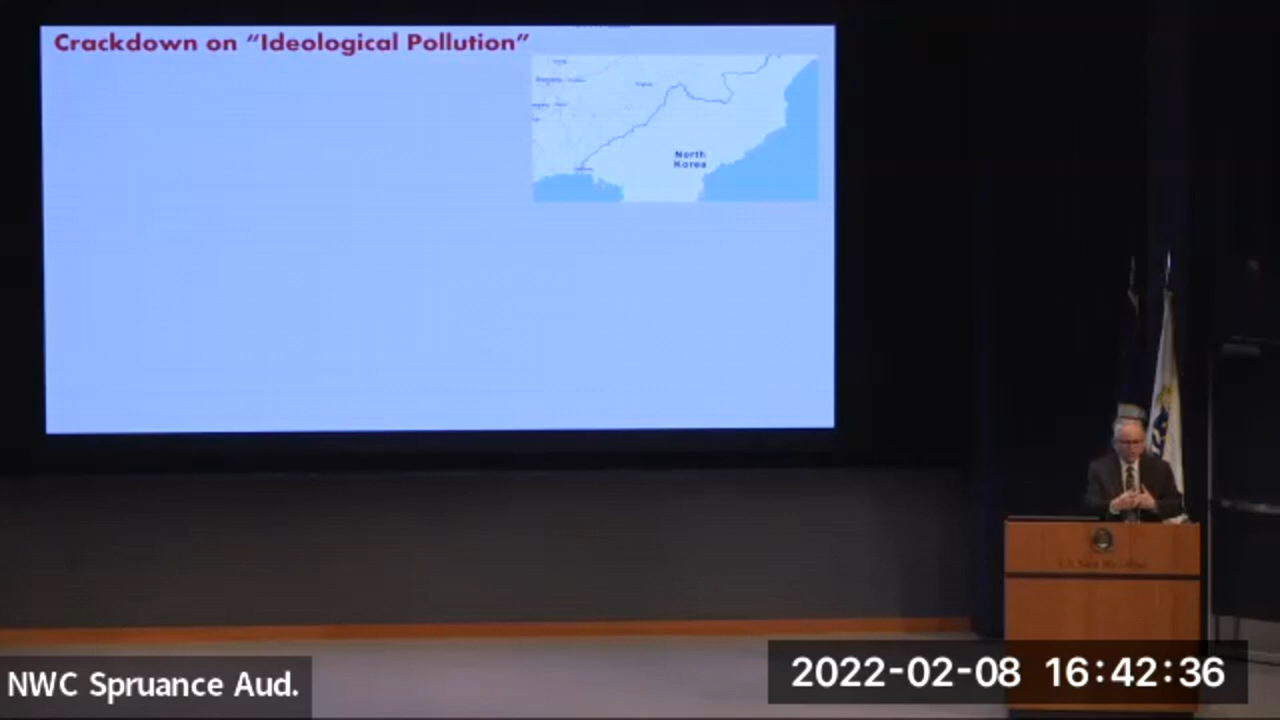 Crackdown on “Ideological Pollution”
North
Korea
NWC Spruance Aud.
2022-02-08 16:42:36